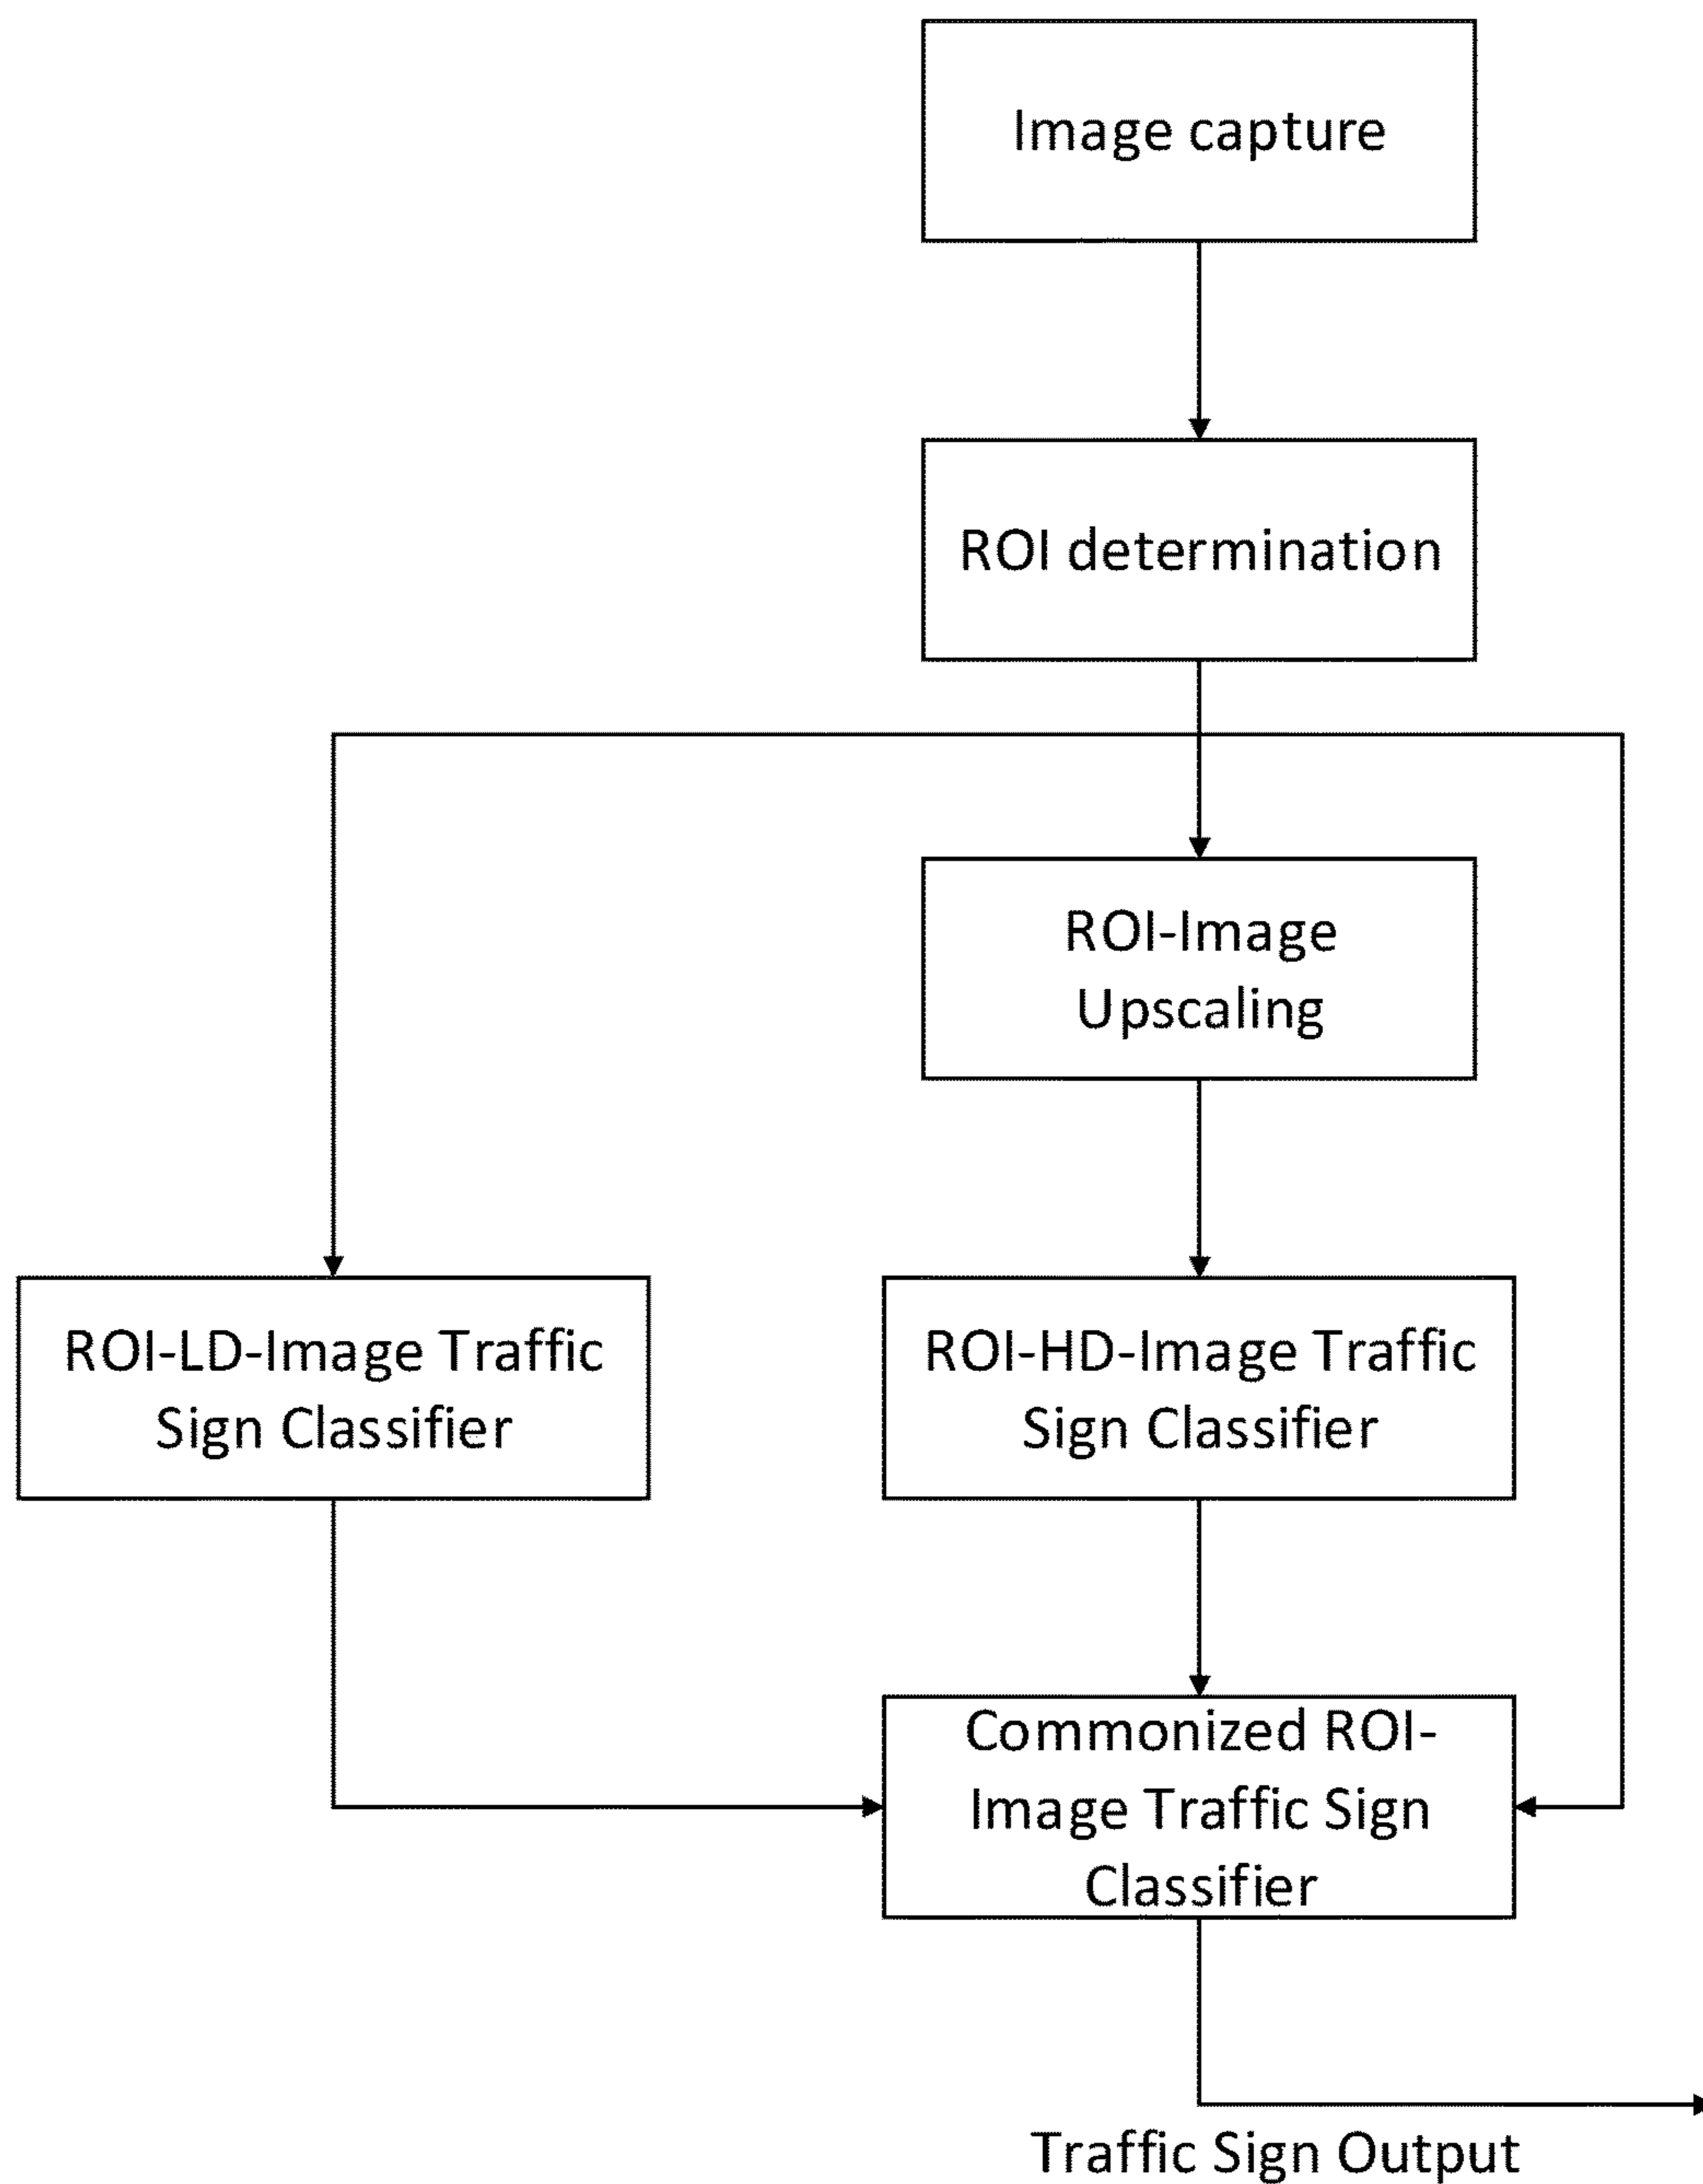 Image capture
ROI determination
ROI-Image
Upscaling
ROI-LD-Image Traffic
Sign Classifier
ROI-HD-Image Traffic
Sign Classifier
Commonized ROI-
Image Traffic Sign
Classifier
Traffic Sign Output